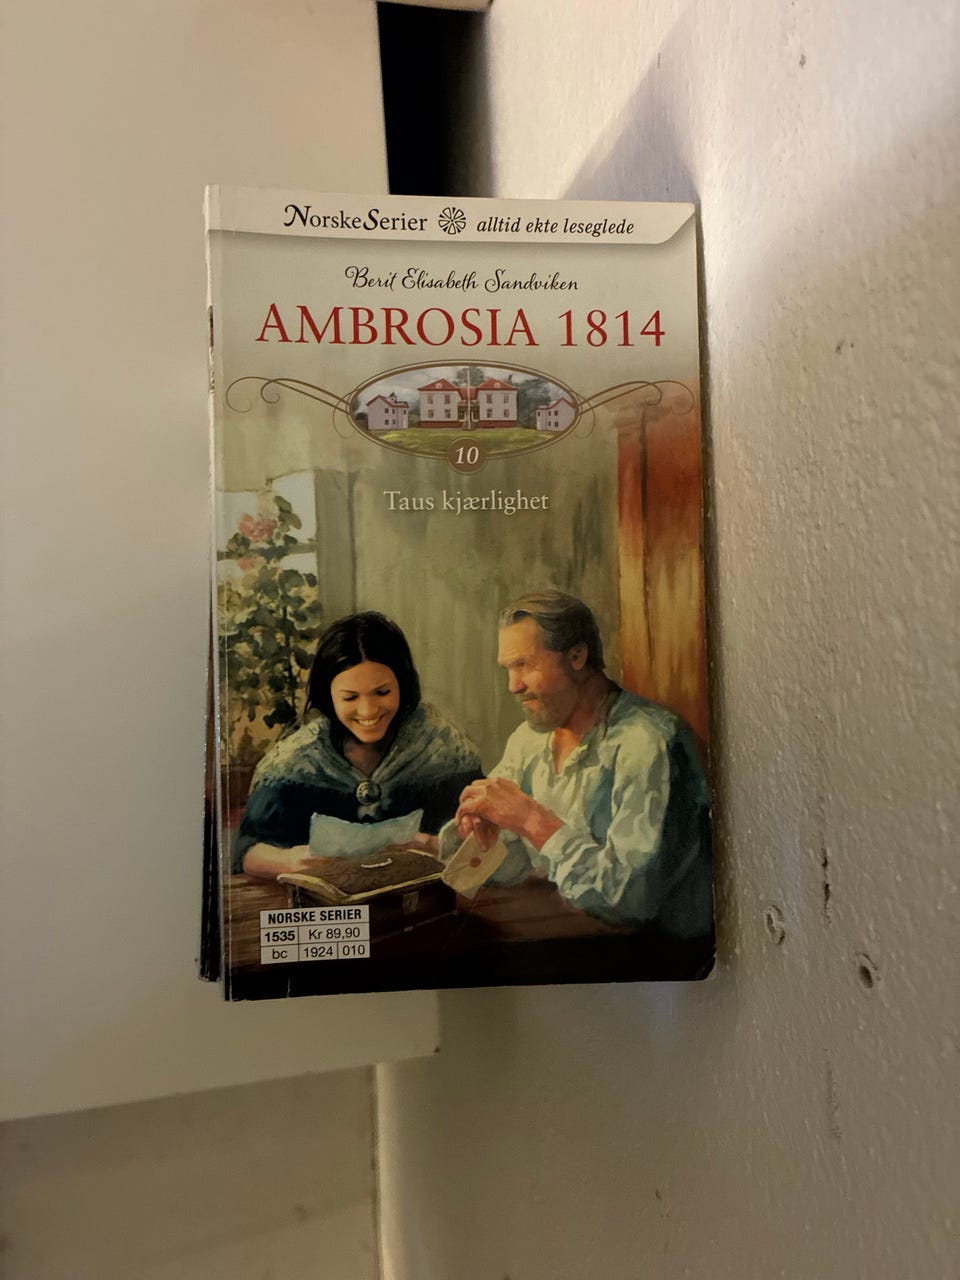 NorskeSerier alltid ekte leseglede
Berit Elisabeth Sandviken
AMBROSIA 1814
10
Taus kjærlighet
NORSKE SERIER
1535 Kr 89,90
bc 1924 010